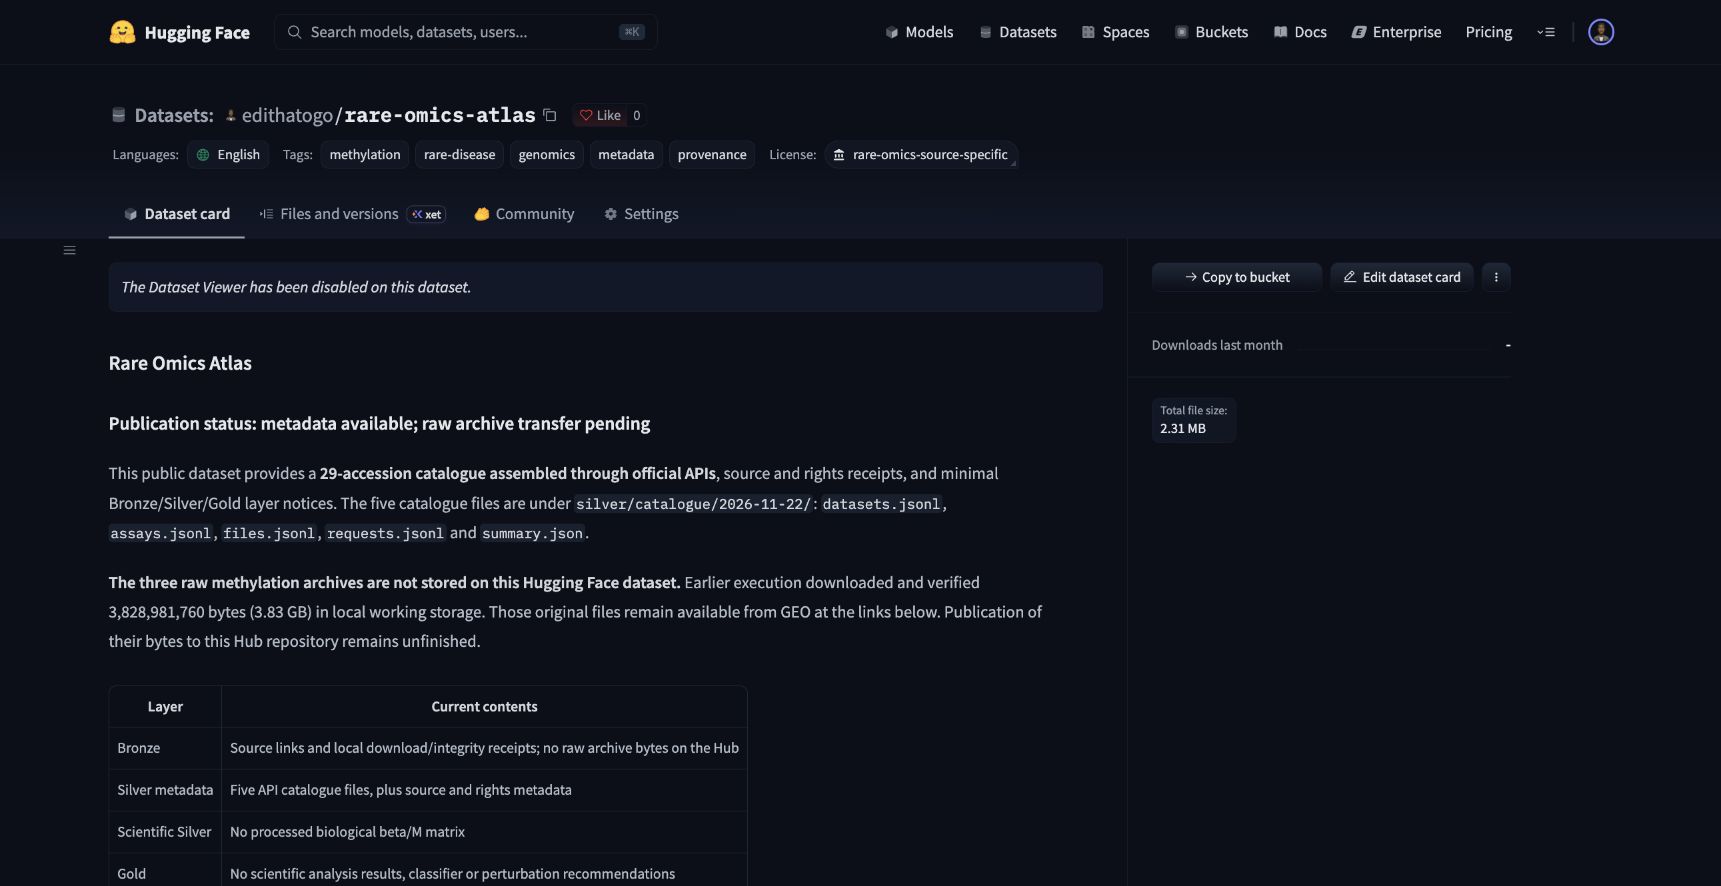 Hugging Face
Search models, datasets, users...
⌘K
Models
Datasets
Spaces
Buckets
Docs
Enterprise
Pricing
Datasets:
edithatogo/rare-omics-atlas
Like
0
Languages:
English
Tags:
methylation
rare-disease
genomics
metadata
provenance
License:
rare-omics-source-specific
Dataset card
Files and versions
xet
Community
Settings
The Dataset Viewer has been disabled on this dataset.
Copy to bucket
Edit dataset card
Downloads last month
-
Total file size:
2.31 MB
Rare Omics Atlas
Publication status: metadata available; raw archive transfer pending
This public dataset provides a 29-accession catalogue assembled through official APIs, source and rights receipts, and minimal
Bronze/Silver/Gold layer notices. The five catalogue files are under silver/catalogue/2026-11-22/: datasets.jsonl,
assays.jsonl, files.jsonl, requests.jsonl and summary.json.
The three raw methylation archives are not stored on this Hugging Face dataset. Earlier execution downloaded and verified
3,828,981,760 bytes (3.83 GB) in local working storage. Those original files remain available from GEO at the links below. Publication of
their bytes to this Hub repository remains unfinished.
Layer
Current contents
Bronze
Source links and local download/integrity receipts; no raw archive bytes on the Hub
Silver metadata
Five API catalogue files, plus source and rights metadata
Scientific Silver
No processed biological beta/M matrix
Gold
No scientific analysis results, classifier or perturbation recommendations